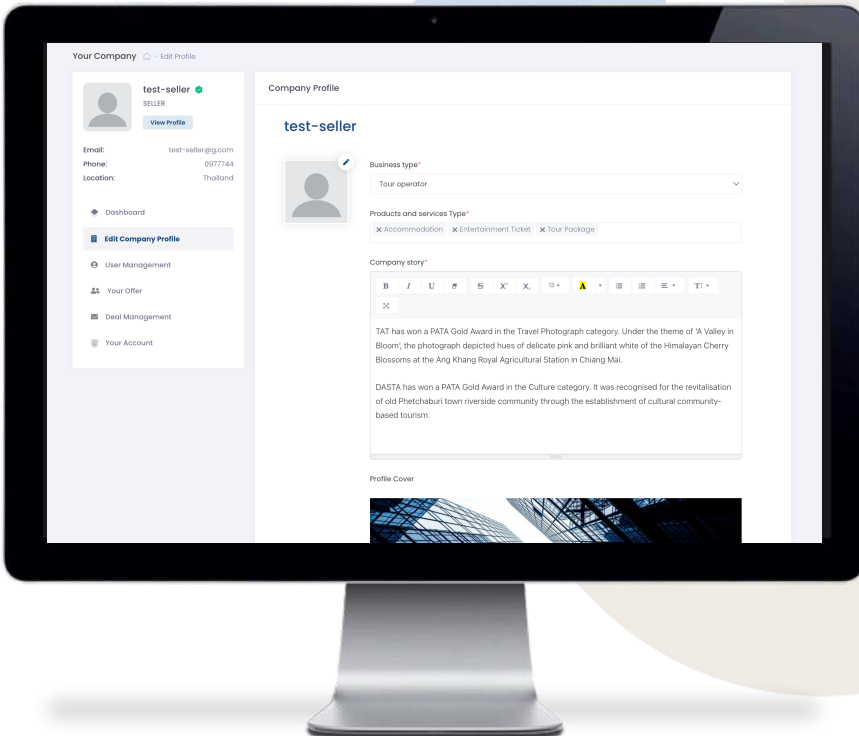 Your Company - Edit Profile
test-seller
SELLER
View Profile
Email: test-seller@g.com
Phone: 0977744
Location: Thailand
Dashboard
Edit Company Profile
User Management
Your Offer
Deal Management
Your Account
Company Profile
test-seller
Business type*
Tour operator
Products and services Type*
× Accommodation × Entertainment Ticket × Tour Package
Company story*
B I U S X² X₂ A T
TAT has won a PATA Gold Award in the Travel Photograph category. Under the theme of 'A Valley in
Bloom', the photograph depicted hues of delicate pink and brilliant white of the Himalayan Cherry
Blossoms at the Ang Khang Royal Agricultural Station in Chiang Mai.
DASTA has won a PATA Gold Award in the Culture category. It was recognised for the revitalisation
of old Phetchaburi town riverside community through the establishment of cultural community-
based tourism.
Profile Cover